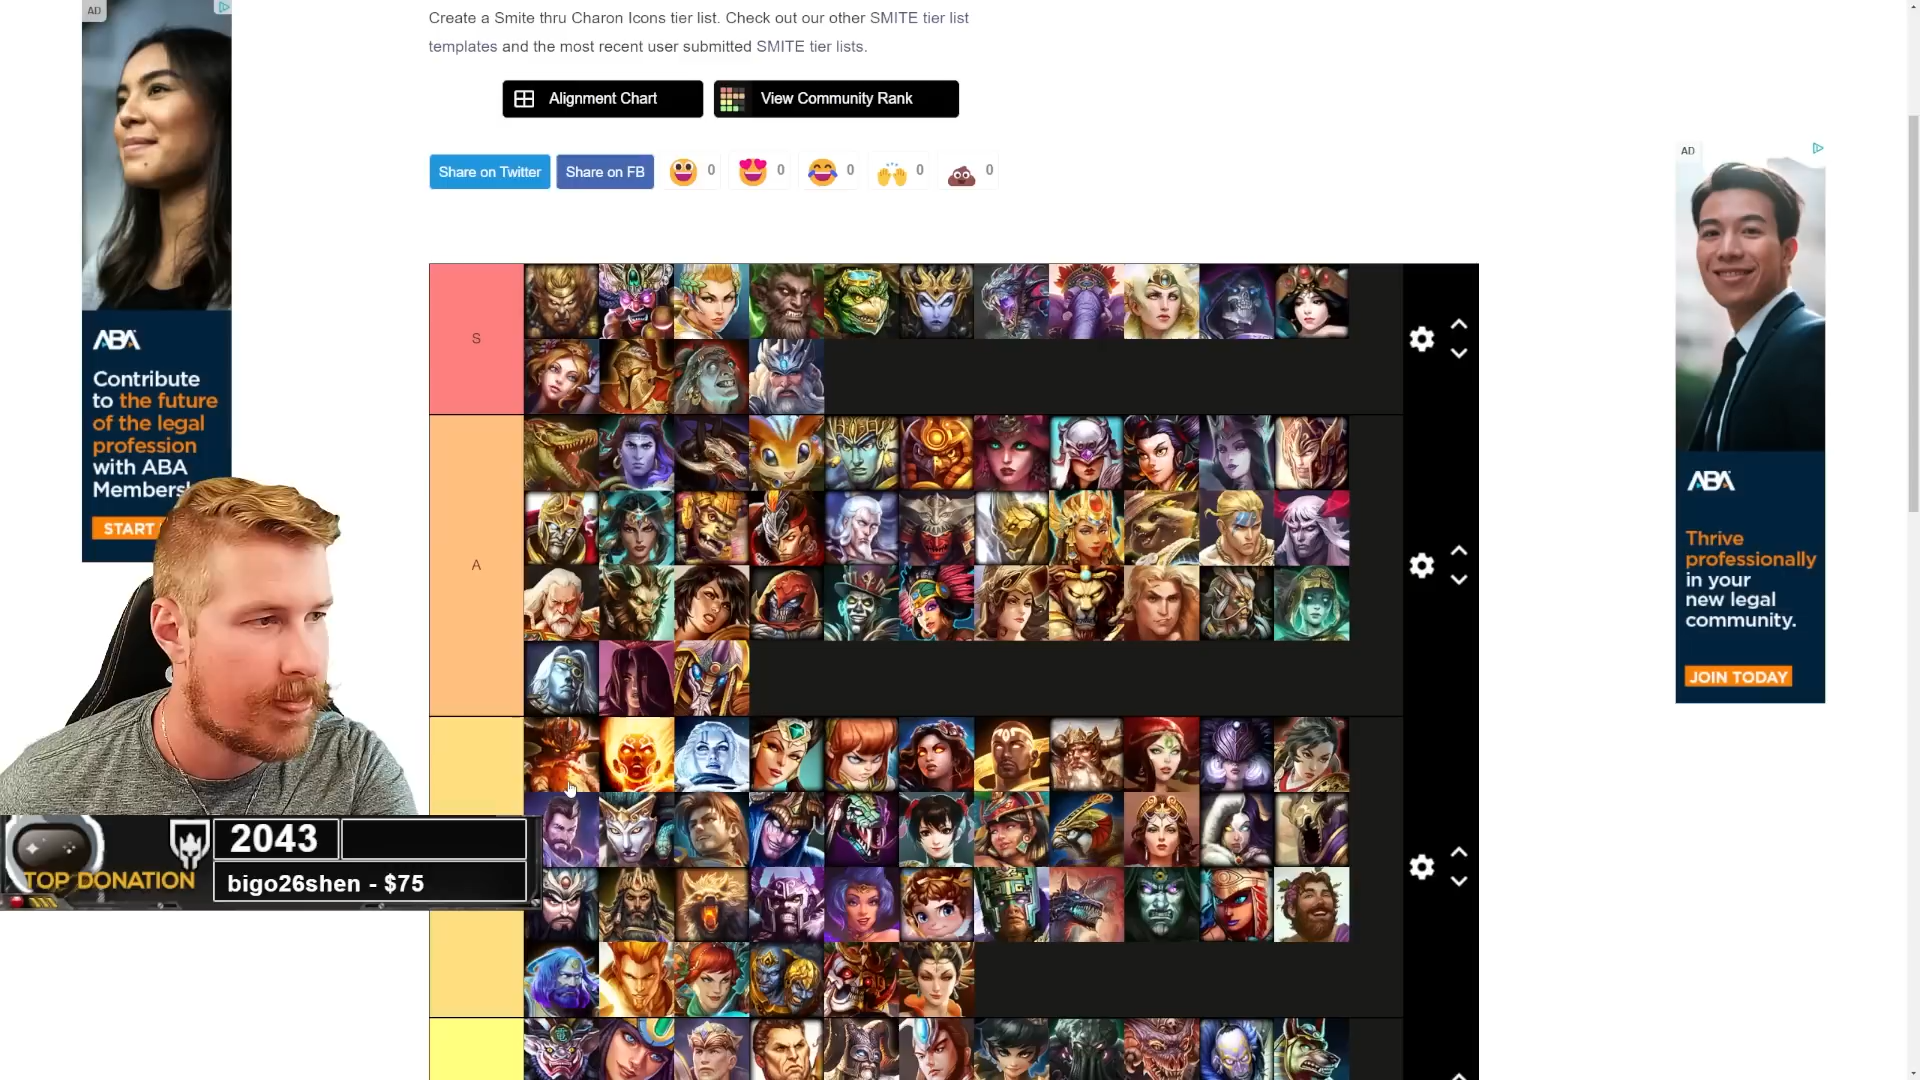 AD
Create a Smite thru Charon Icons tier list. Check out our other SMITE tier list
templates and the most recent user submitted SMITE tier lists.
Alignment Chart
View Community Rank
Share on Twitter
Share on FB
0
0
0
0
0
ABA
Contribute
to the future
of the legal
profession
with ABA
START
S
A
AD
ABA
Thrive
professionally
in your
new legal
community.
JOIN TODAY
2043
TOP DONATION
bigo26shen - $75